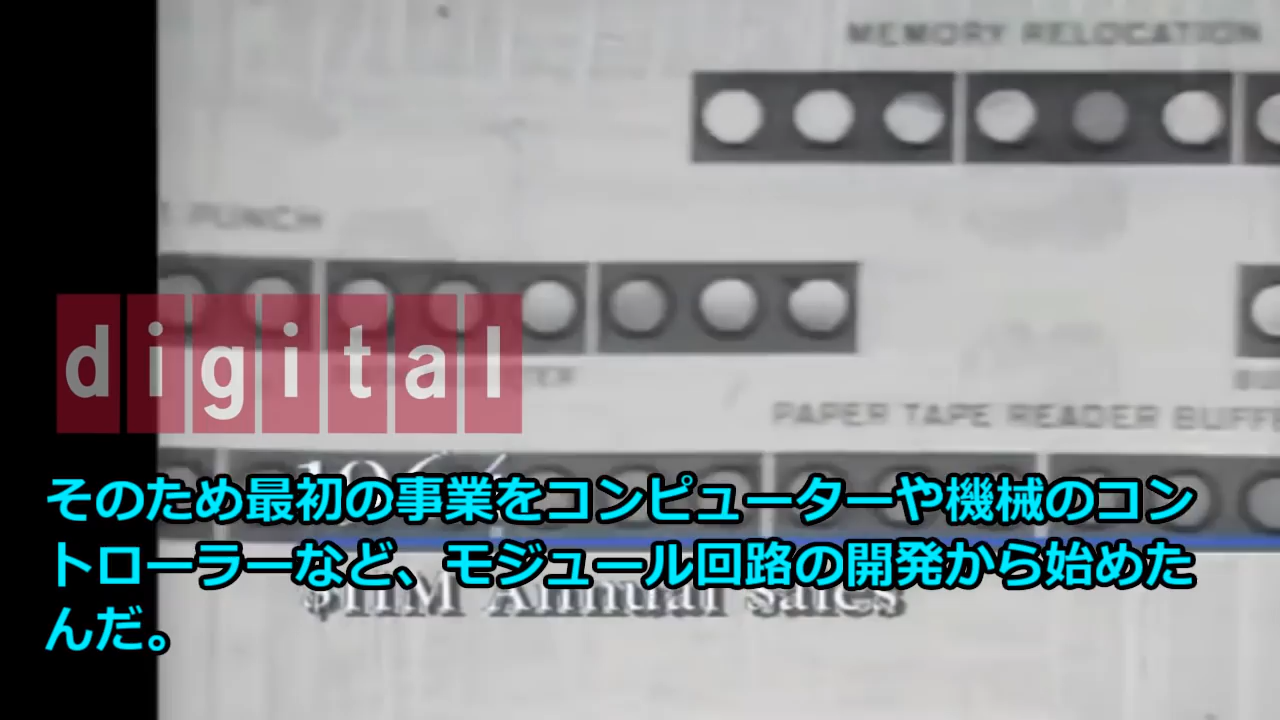 MEMORY RELOCATION
PUNCH
digital
PAPER TAPE READER BUFF
そのため最初の事業をコンピューターや機械のコン
トローラーなど、モジュール回路の開発から始めた
んだ。
$11M Annual sales